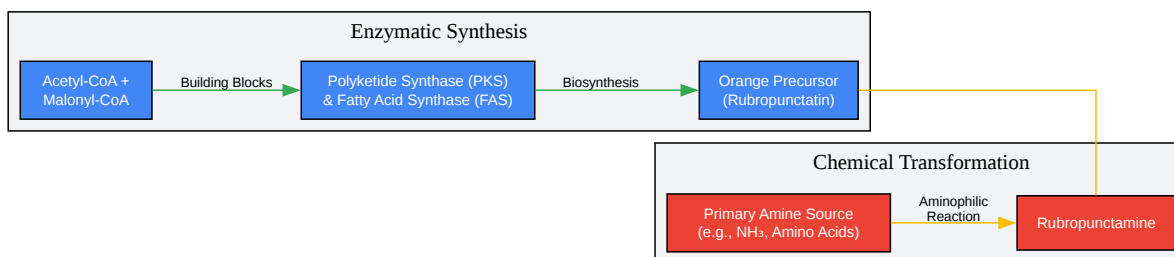 Enzymatic Synthesis
Acetyl-CoA +
Malonyl-CoA
Building Blocks
Polyketide Synthase (PKS)
& Fatty Acid Synthase (FAS)
Biosynthesis
Orange Precursor
(Rubropunctatin)
Chemical Transformation
Primary Amine Source
(e.g., NH₃, Amino Acids)
Aminophilic
Reaction
Rubropunctamine